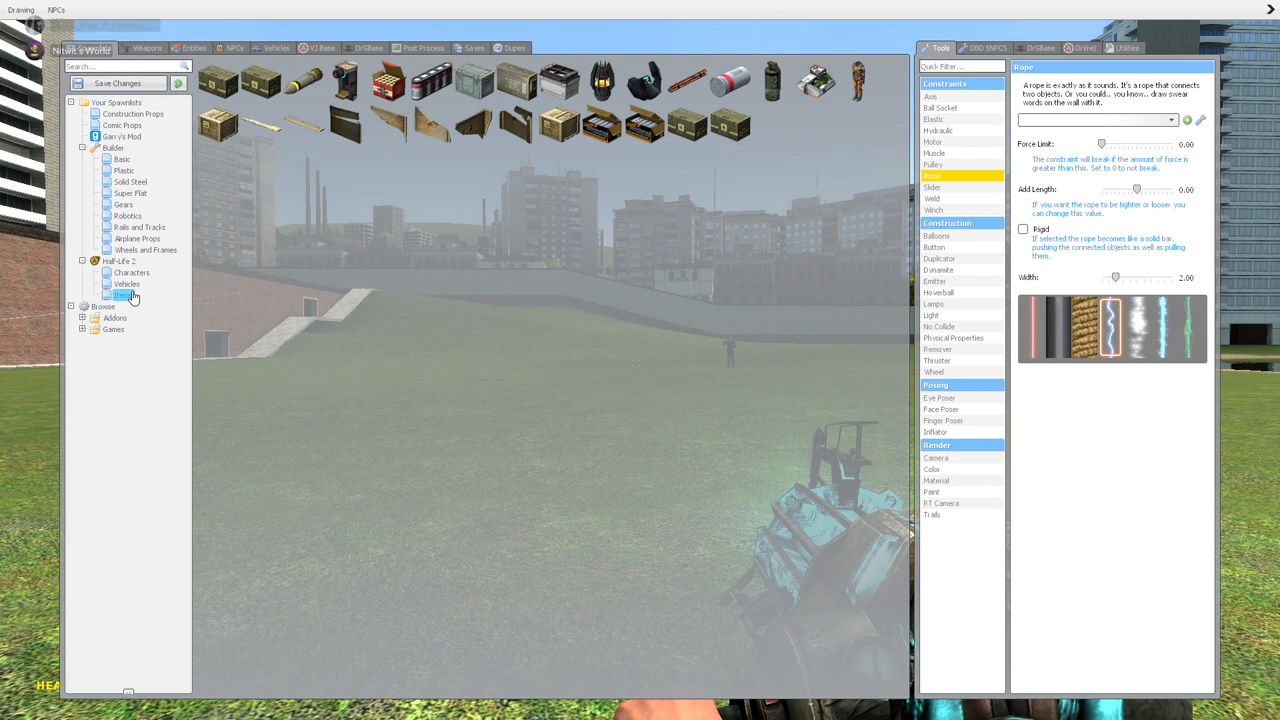 Drawing NPCs
Nitwit's World
Weapons Entities NPCs Vehicles VJ Base DrGBase Post Process Saves Dupes
Search...
Save Changes
Your Spawnlists
Construction Props
Comic Props
Garry's Mod
Builder
Basic
Plastic
Solid Steel
Super Flat
Gears
Robotics
Rails and Tracks
Airplane Props
Wheels and Frames
Half-Life 2
Characters
Vehicles
Browse
Addons
Games
HEA
Tools DBD SNPCS DrGBase DrVrej Utilities
Quick Filter...
Constraints
Axis
Ball Socket
Elastic
Hydraulic
Motor
Muscle
Pulley
Rope
Slider
Weld
Winch
Construction
Balloons
Button
Duplicator
Dynamite
Emitter
Hoverball
Lamps
Light
No Collide
Physical Properties
Remover
Thruster
Wheel
Posing
Eye Poser
Face Poser
Finger Poser
Inflator
Render
Camera
Color
Material
Paint
RT Camera
Trails
Rope
A rope is exactly as it sounds. It's a rope that connects
two objects. Or you could.. you know.. draw swear
words on the wall with it.
Force Limit: 0.00
The constraint will break if the amount of force is
greater than this. Set to 0 to not break.
Add Length: 0.00
If you want the rope to be tighter or looser you
can change this value.
Rigid
If selected the rope becomes like a solid bar,
pushing the connected objects as well as pulling
them.
Width: 2.00